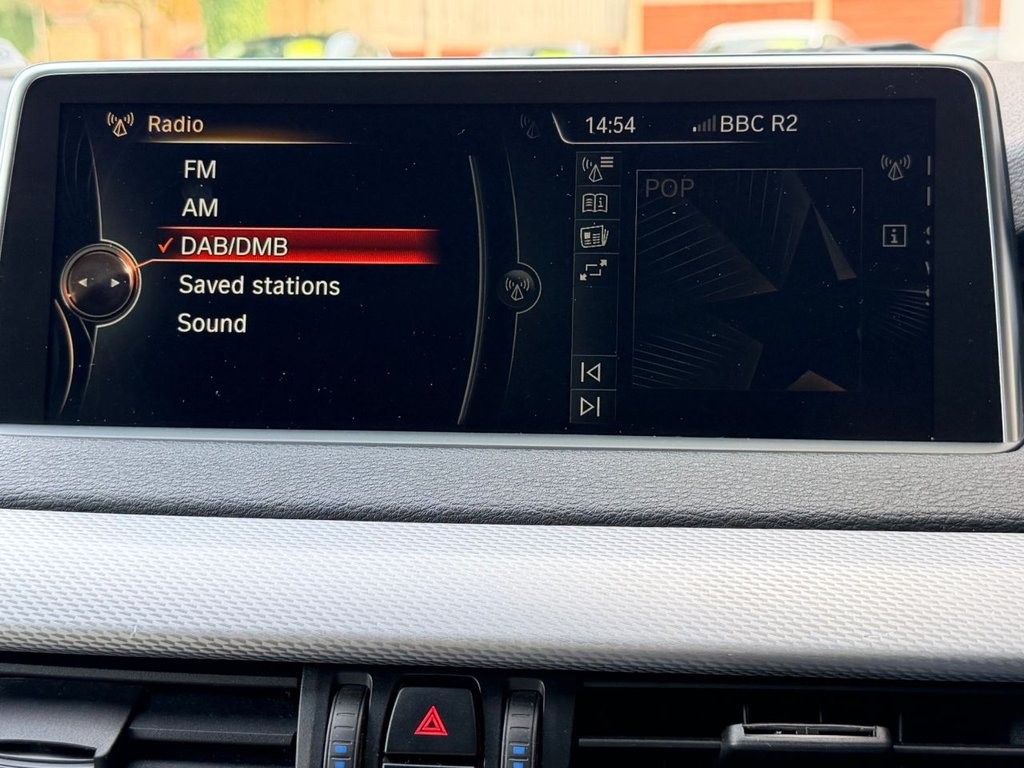 Radio
14:54 BBC R2
FM
AM
DAB/DMB
Saved stations
Sound
POP